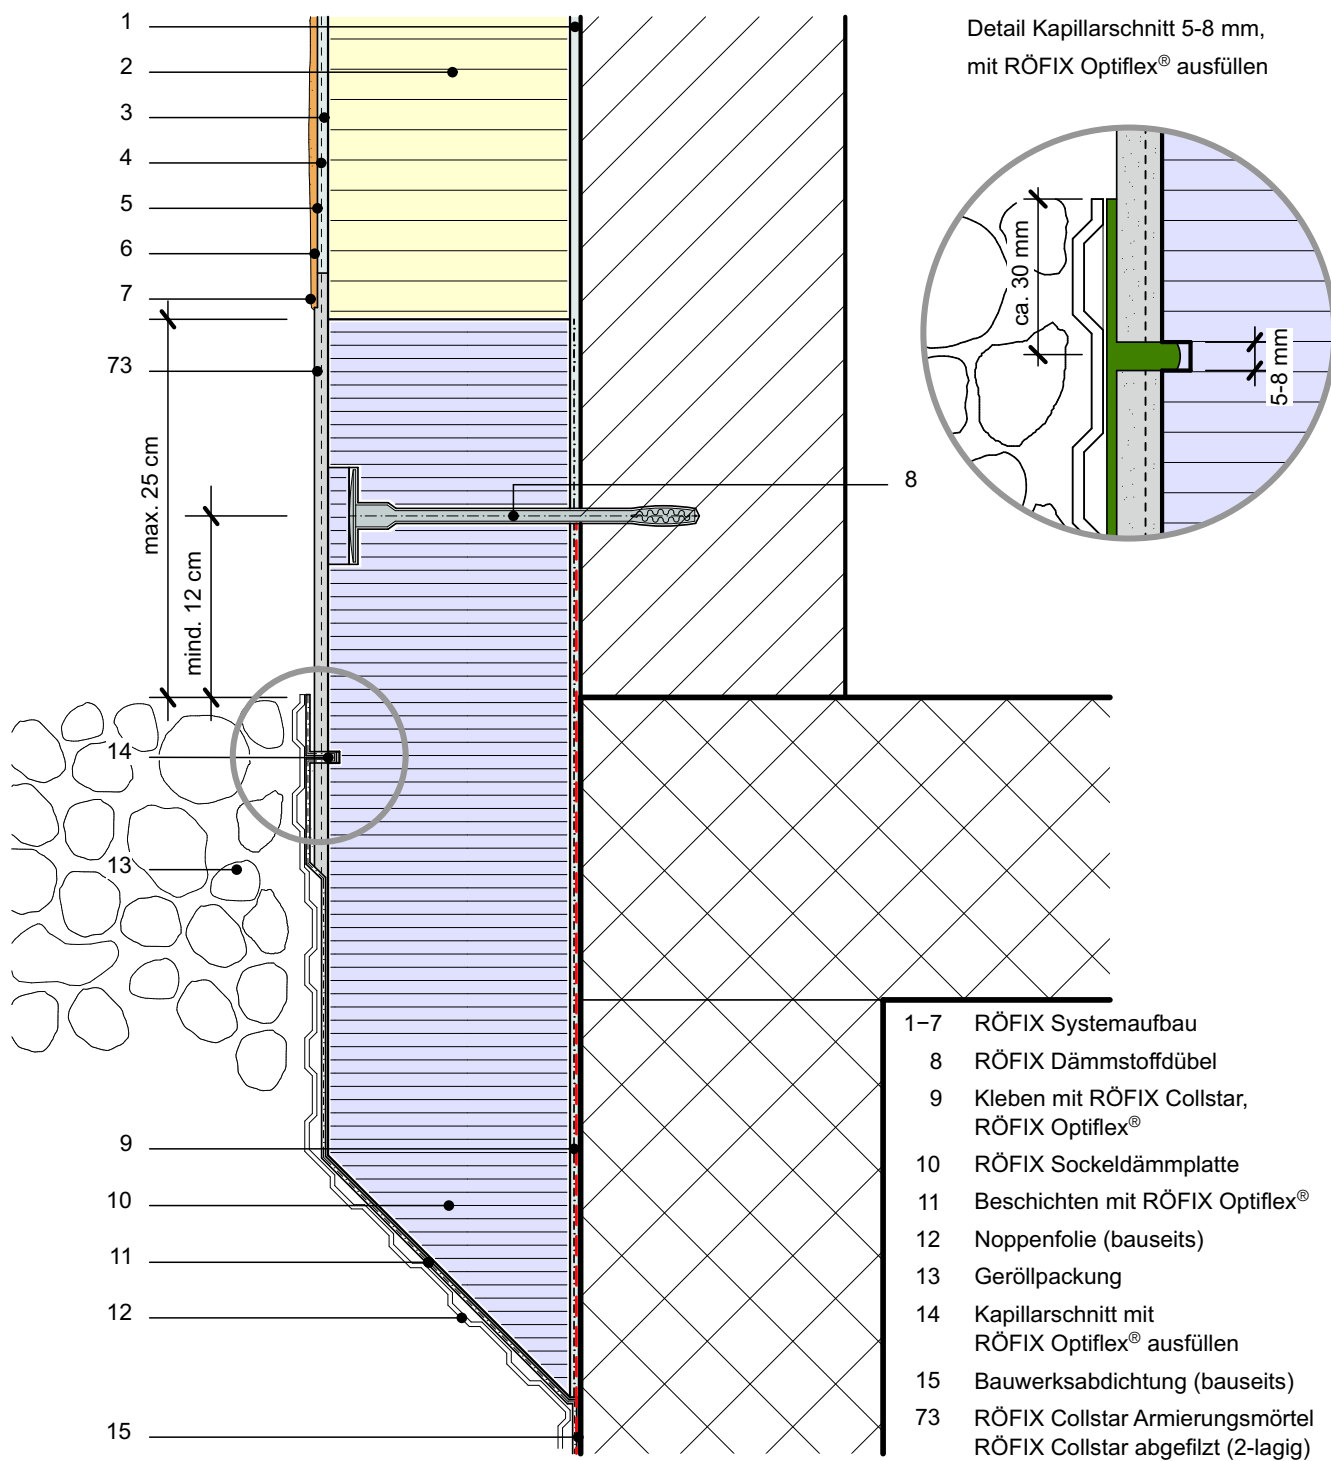 1
2
3
4
5
6
7
73
max. 25 cm
mind. 12 cm
14
13
9
10
11
12
15
8
Detail Kapillarschnitt 5-8 mm,
mit RÖFIX Optiflex® ausfüllen
ca. 30 mm
5-8 mm
1–7 RÖFIX Systemaufbau
8 RÖFIX Dämmstoffdübel
9 Kleben mit RÖFIX Collstar,
RÖFIX Optiflex®
10 RÖFIX Sockeldämmplatte
11 Beschichten mit RÖFIX Optiflex®
12 Noppenfolie (bauseits)
13 Geröllpackung
14 Kapillarschnitt mit
RÖFIX Optiflex® ausfüllen
15 Bauwerksabdichtung (bauseits)
73 RÖFIX Collstar Armierungsmörtel
RÖFIX Collstar abgefilzt (2-lagig)